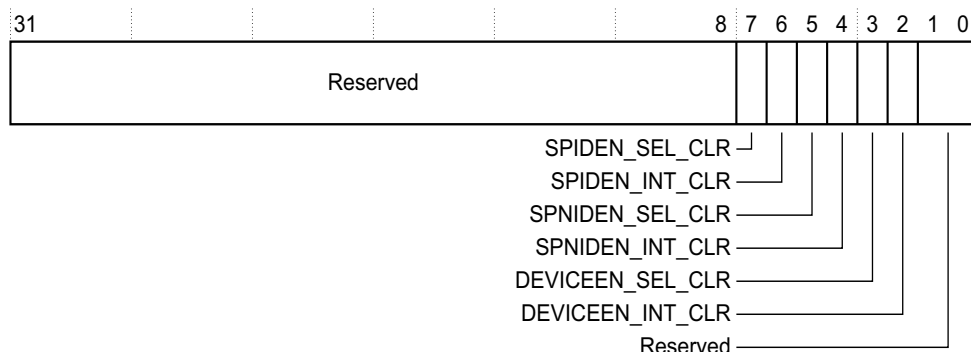 31 8 7 6 5 4 3 2 1 0
Reserved
SPIDEN_SEL_CLR
SPIDEN_INT_CLR
SPNIDEN_SEL_CLR
SPNIDEN_INT_CLR
DEVICEEN_SEL_CLR
DEVICEEN_INT_CLR
Reserved